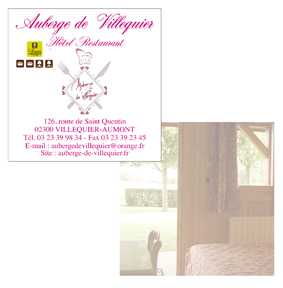 Auberge de Villequier
Hôtel Restaurant
Auberge
de Villequier
126, route de Saint Quentin
02300 VILLEQUIER-AUMONT
Tél. 03 23 39 98 34 - Fax 03 23 39 23 45
E-mail : aubergedevillequier@orange.fr
Site : auberge-de-villequier.fr